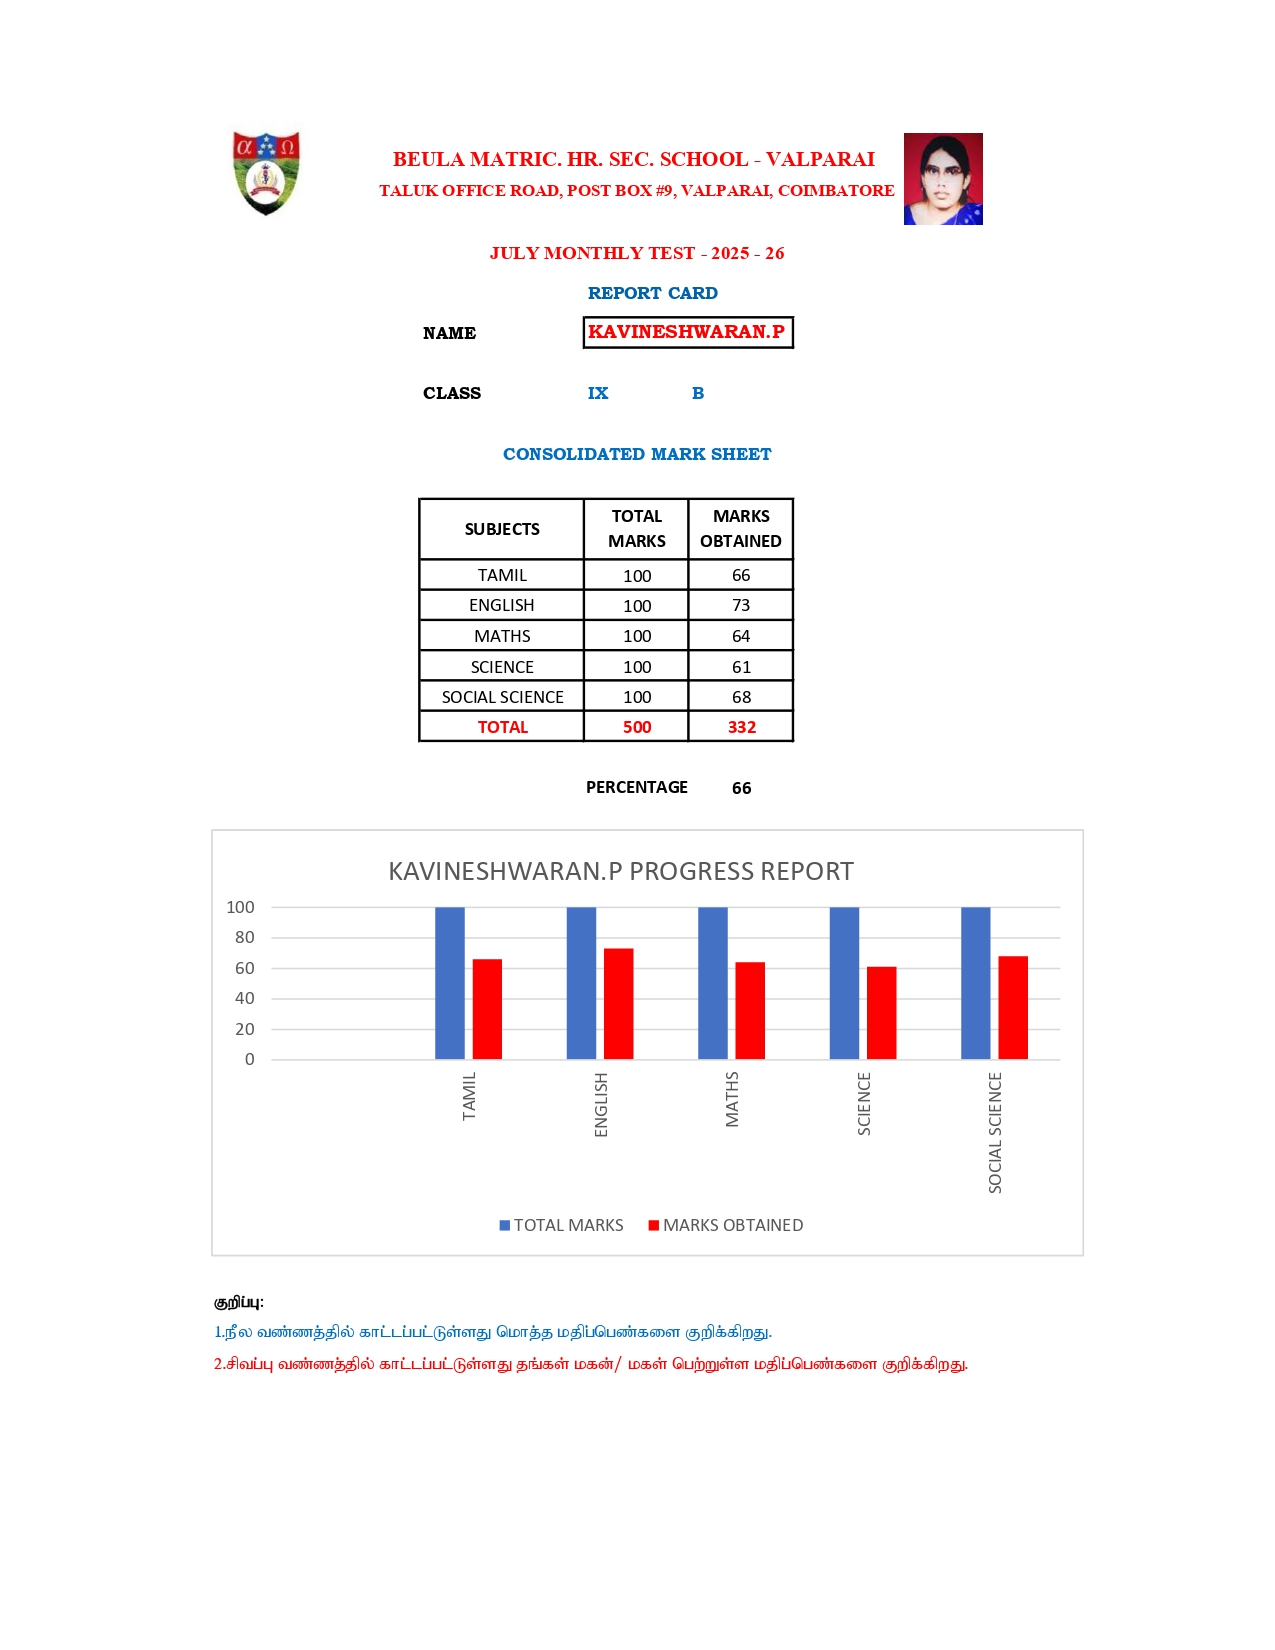 α Ω
BEULA MATRIC. HR. SEC. SCHOOL - VALPARAI
TALUK OFFICE ROAD, POST BOX #9, VALPARAI, COIMBATORE
JULY MONTHLY TEST - 2025 - 26
REPORT CARD
NAME KAVINESHWARAN.P
CLASS IX B
CONSOLIDATED MARK SHEET
SUBJECTS TOTAL MARKS MARKS OBTAINED
TAMIL 100 66
ENGLISH 100 73
MATHS 100 64
SCIENCE 100 61
SOCIAL SCIENCE 100 68
TOTAL 500 332
PERCENTAGE 66
KAVINESHWARAN.P PROGRESS REPORT
100
80
60
40
20
0
TAMIL
ENGLISH
MATHS
SCIENCE
SOCIAL SCIENCE
TOTAL MARKS MARKS OBTAINED
குறிப்பு:
1.நீல வண்ணத்தில் காட்டப்பட்டுள்ளது மொத்த மதிப்பெண்களை குறிக்கிறது.
2.சிவப்பு வண்ணத்தில் காட்டப்பட்டுள்ளது தங்கள் மகன்/ மகள் பெற்றுள்ள மதிப்பெண்களை குறிக்கிறது.